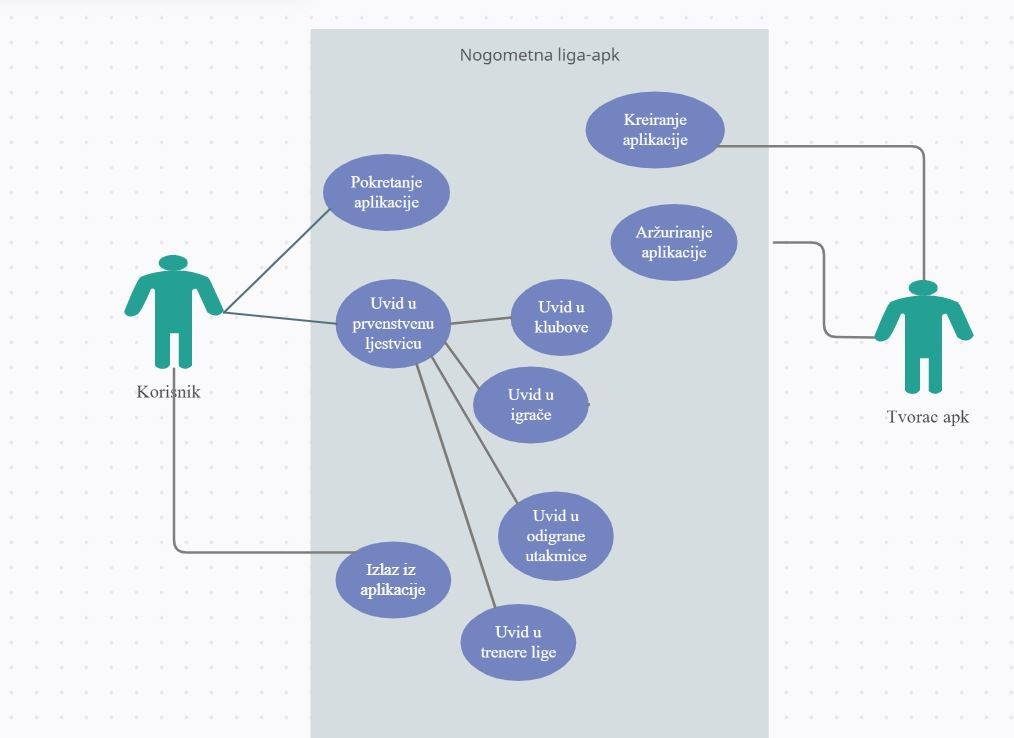 Nogometna liga-apk
Kreiranje
aplikacije
Pokretanje
aplikacije
Aržuriranje
aplikacije
Uvid u
prvenstvenu
ljestvicu
Uvid u
klubove
Korisnik
Uvid u
igrače
Tvorac apk
Uvid u
odigrane
utakmice
Izlaz iz
aplikacije
Uvid u
trenere lige